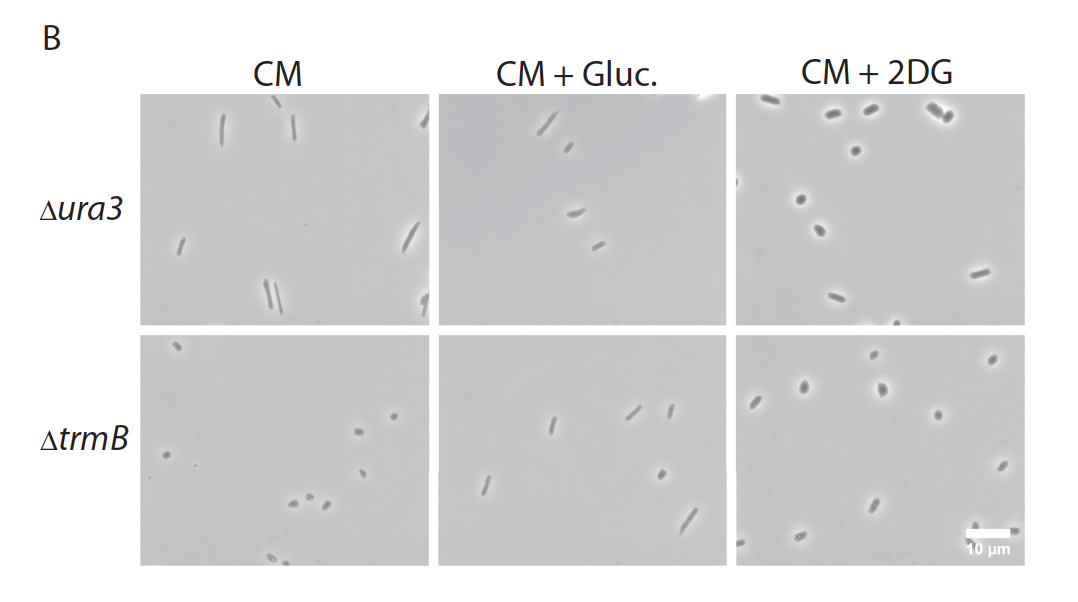 B
CM
CM + Gluc.
CM + 2DG
Δura3
ΔtrmB
10 µm